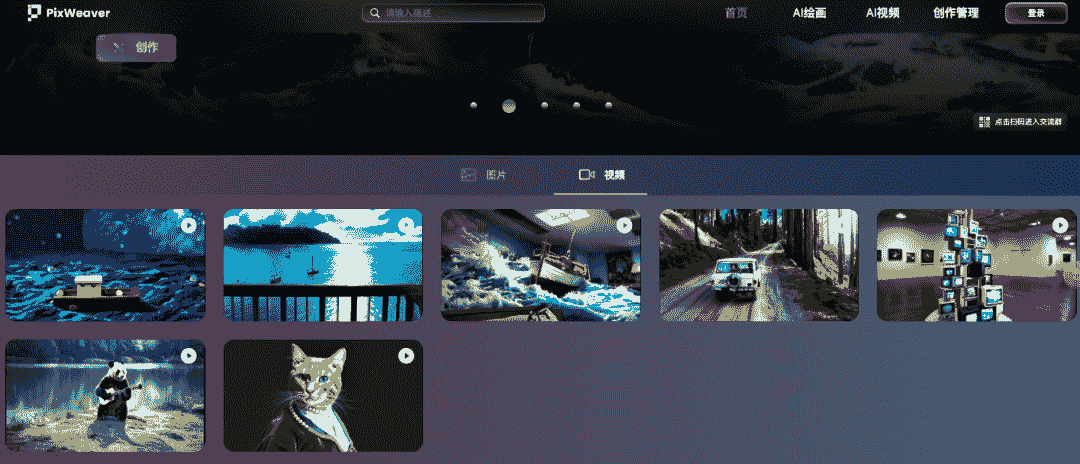 PixWeaver
请输入描述
首页
AI绘画
AI视频
创作管理
登录
创作
点击扫码进入交流群
图片
视频